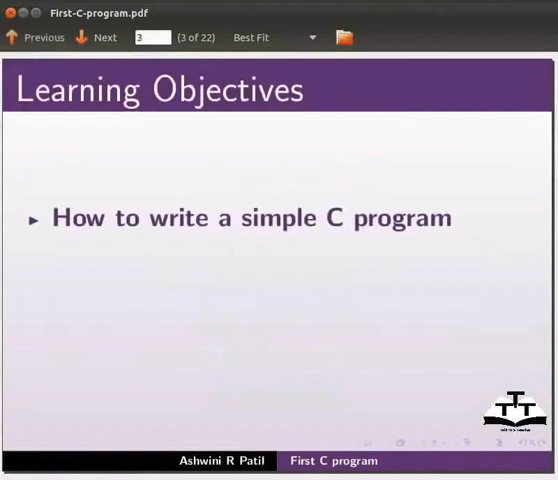 First-C-program.pdf
Previous Next 3 (3 of 22) Best Fit
Learning Objectives
How to write a simple C program
TTT
Ashwini R Patil First C program